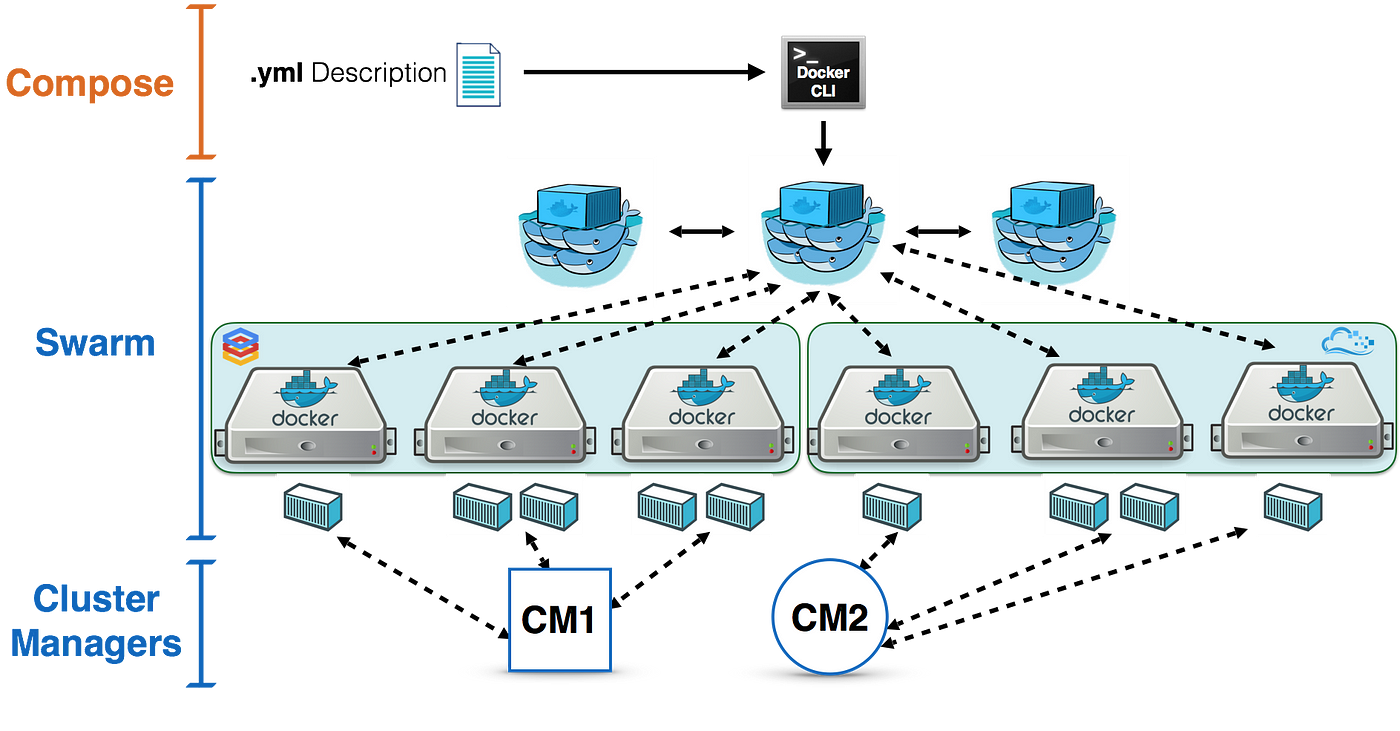 Compose
.yml Description
>_
Docker
CLI
Swarm
docker
docker
docker
docker
docker
docker
Cluster
Managers
CM1
CM2